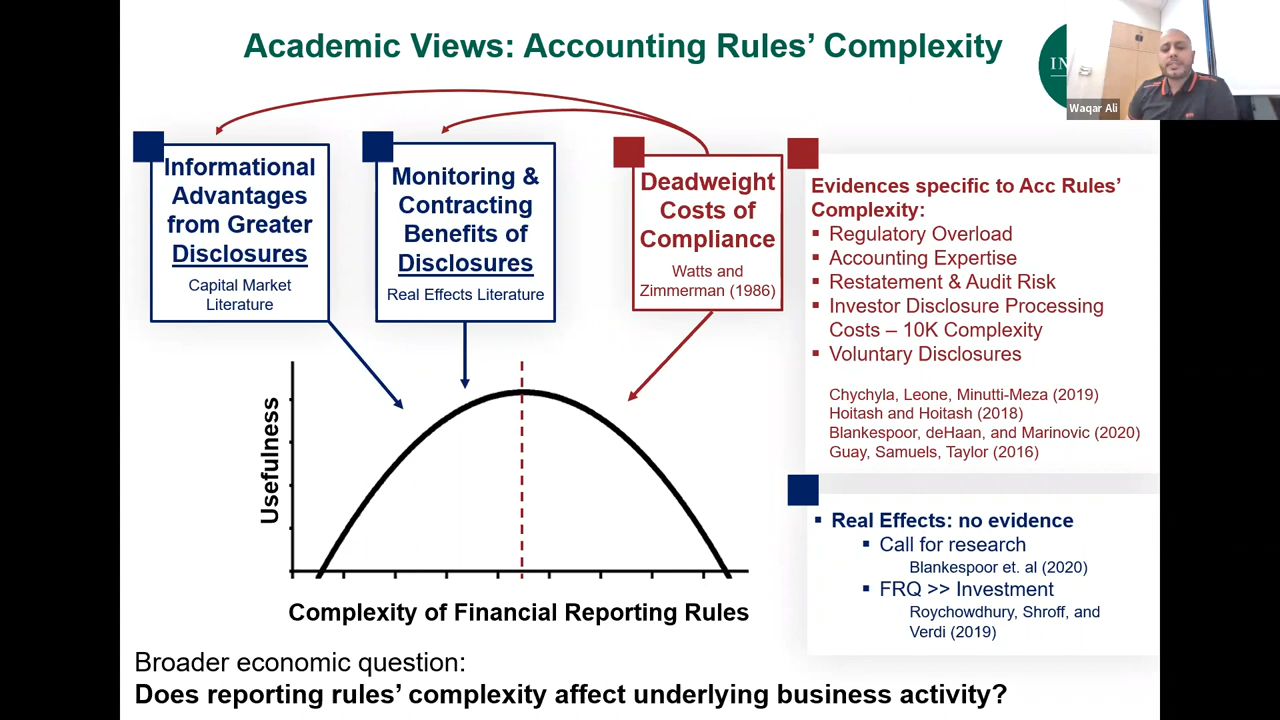 Academic Views: Accounting Rules' Complexity
IN
Waqar Ali
Informational
Advantages
from Greater
Disclosures
Capital Market
Literature
Monitoring &
Contracting
Benefits of
Disclosures
Real Effects Literature
Deadweight
Costs of
Compliance
Watts and
Zimmerman (1986)
Evidences specific to Acc Rules'
Complexity:
▪ Regulatory Overload
▪ Accounting Expertise
▪ Restatement & Audit Risk
▪ Investor Disclosure Processing
Costs – 10K Complexity
▪ Voluntary Disclosures
Chychyla, Leone, Minutti-Meza (2019)
Hoitash and Hoitash (2018)
Blankespoor, deHaan, and Marinovic (2020)
Guay, Samuels, Taylor (2016)
▪ Real Effects: no evidence
▪ Call for research
Blankespoor et. al (2020)
▪ FRQ >> Investment
Roychowdhury, Shroff, and
Verdi (2019)
Usefulness
Complexity of Financial Reporting Rules
Broader economic question:
Does reporting rules' complexity affect underlying business activity?